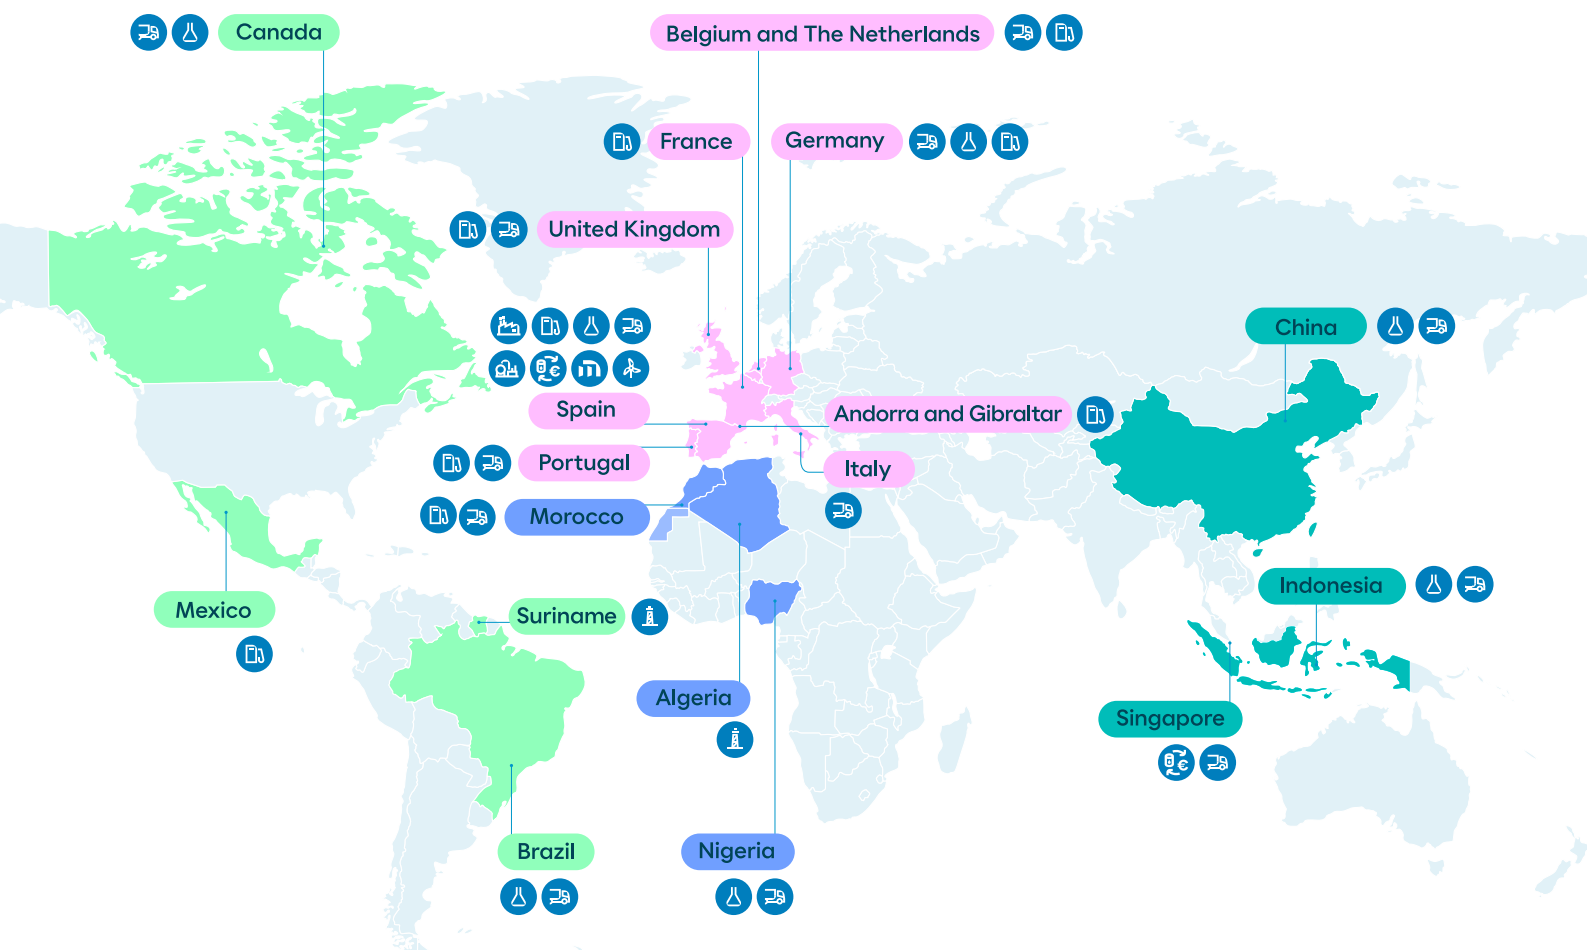 Canada
Belgium and The Netherlands
France
Germany
United Kingdom
China
Spain
Andorra and Gibraltar
Portugal
Italy
Morocco
Indonesia
Mexico
Suriname
Algeria
Singapore
Brazil
Nigeria